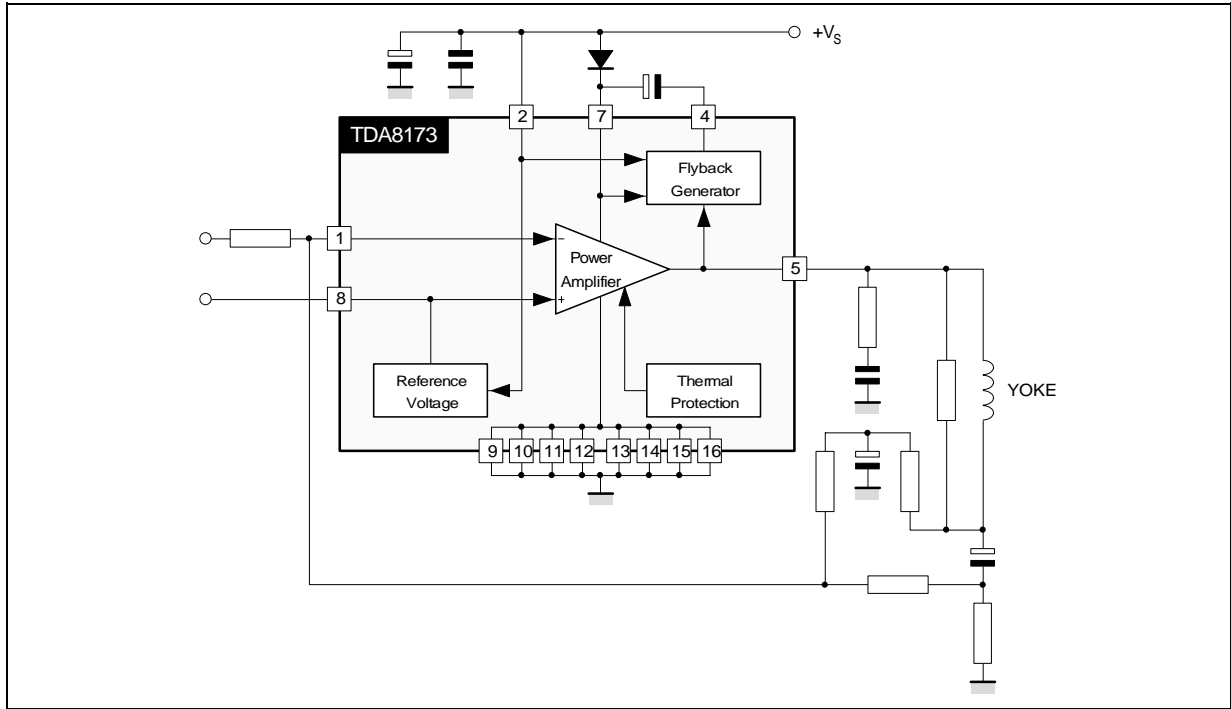 +VS
2
7
4
TDA8173
Flyback
Generator
1
−
Power
Amplifier
5
8
+
YOKE
Reference
Voltage
Thermal
Protection
9 10 11 12 13 14 15 16